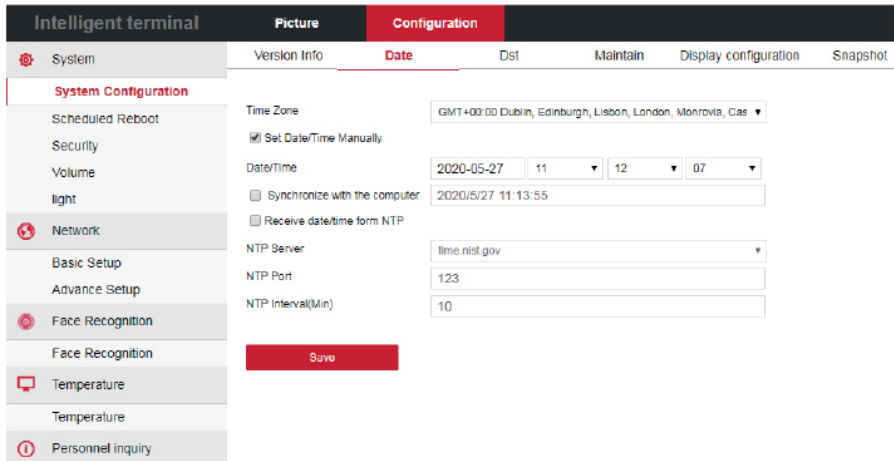 Intelligent terminal Picture Configuration
System
System Configuration
Scheduled Reboot
Security
Volume
light
Network
Basic Setup
Advance Setup
Face Recognition
Face Recognition
Temperature
Temperature
Personnel inquiry
Version Info Date Dst Maintain Display configuration Snapshot
Time Zone GMT+00:00 Dublin, Edinburgh, Lisbon, London, Monrovia, Cas
Set Date/Time Manually
Date/Time 2020-05-27 11 12 07
Synchronize with the computer 2020/5/27 11:13:55
Receive date/time form NTP
NTP Server time.nist.gov
NTP Port 123
NTP Interval(Min) 10
Save